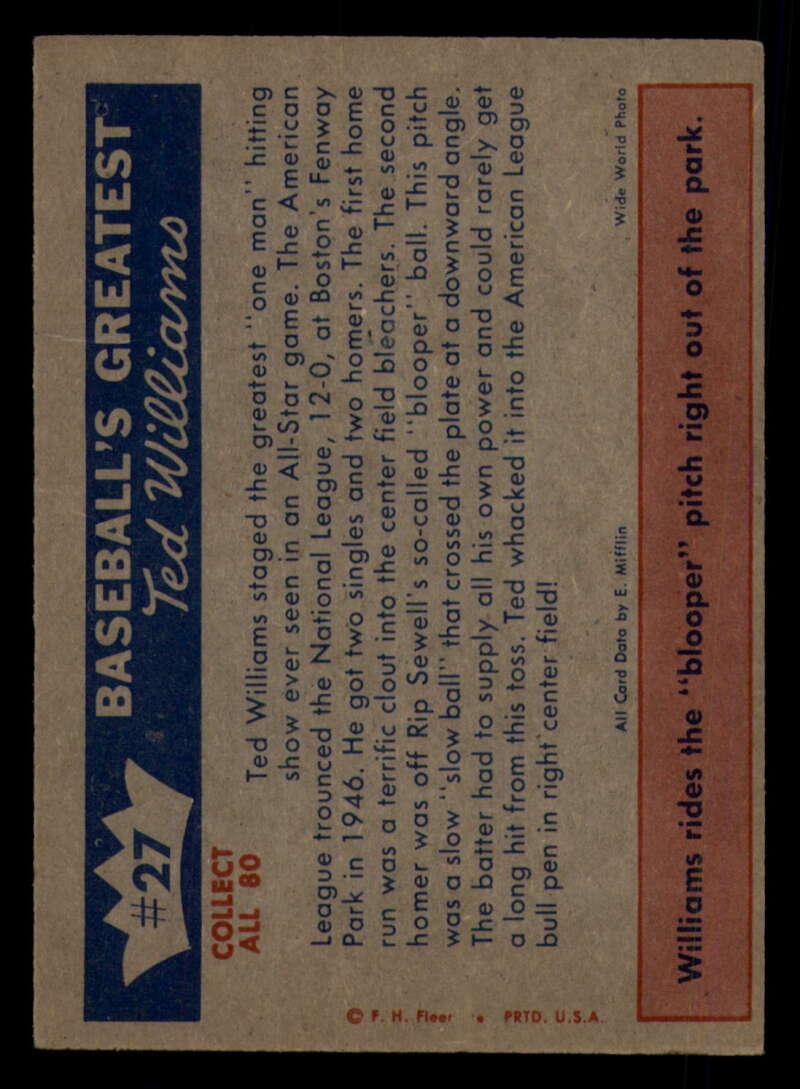 BASEBALL'S GREATEST
Ted Williams
#27
COLLECT
ALL 80
Ted Williams staged the greatest "one man" hitting
show ever seen in an All-Star game. The American
League trounced the National League, 12-0, at Boston's Fenway
Park in 1946. He got two singles and two homers. The first home
run was a terrific clout into the center field bleachers. The second
homer was off Rip Sewell's so-called "blooper" ball. This pitch
was a slow "slow ball" that crossed the plate at a downward angle.
The batter had to supply all his own power and could rarely get
a long hit from this toss. Ted whacked it into the American League
bull pen in right center field!
All Card Data by E. Mifflin
Wide World Photo
© F. H. Fleer • PRTD. U.S.A.
Williams rides the "blooper" pitch right out of the park.